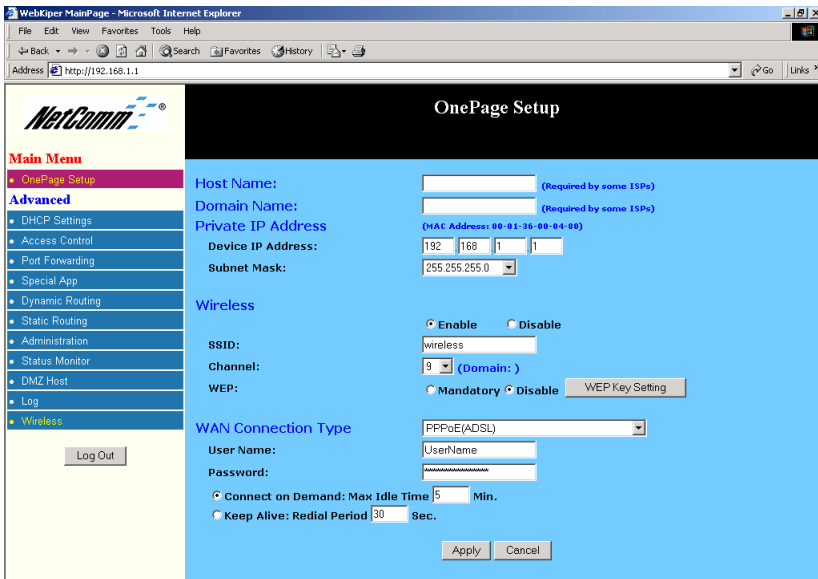 WebKiper MainPage - Microsoft Internet Explorer
File Edit View Favorites Tools Help
Back Search Favorites History
Address http://192.168.1.1 Go Links »
NetComm ®
OnePage Setup
Main Menu
OnePage Setup
Advanced
DHCP Settings
Access Control
Port Forwarding
Special App
Dynamic Routing
Static Routing
Administration
Status Monitor
DMZ Host
Log
Wireless
Log Out
Host Name: (Required by some ISPs)
Domain Name: (Required by some ISPs)
Private IP Address (MAC Address: 00-01-36-00-04-80)
Device IP Address: 192 .168 .1 .1
Subnet Mask: 255.255.255.0
Wireless
Enable Disable
SSID: wireless
Channel: 9 (Domain: )
WEP: Mandatory Disable WEP Key Setting
WAN Connection Type PPPoE(ADSL)
User Name: UserName
Password: ****************
Connect on Demand: Max Idle Time 5 Min.
Keep Alive: Redial Period 30 Sec.
Apply Cancel